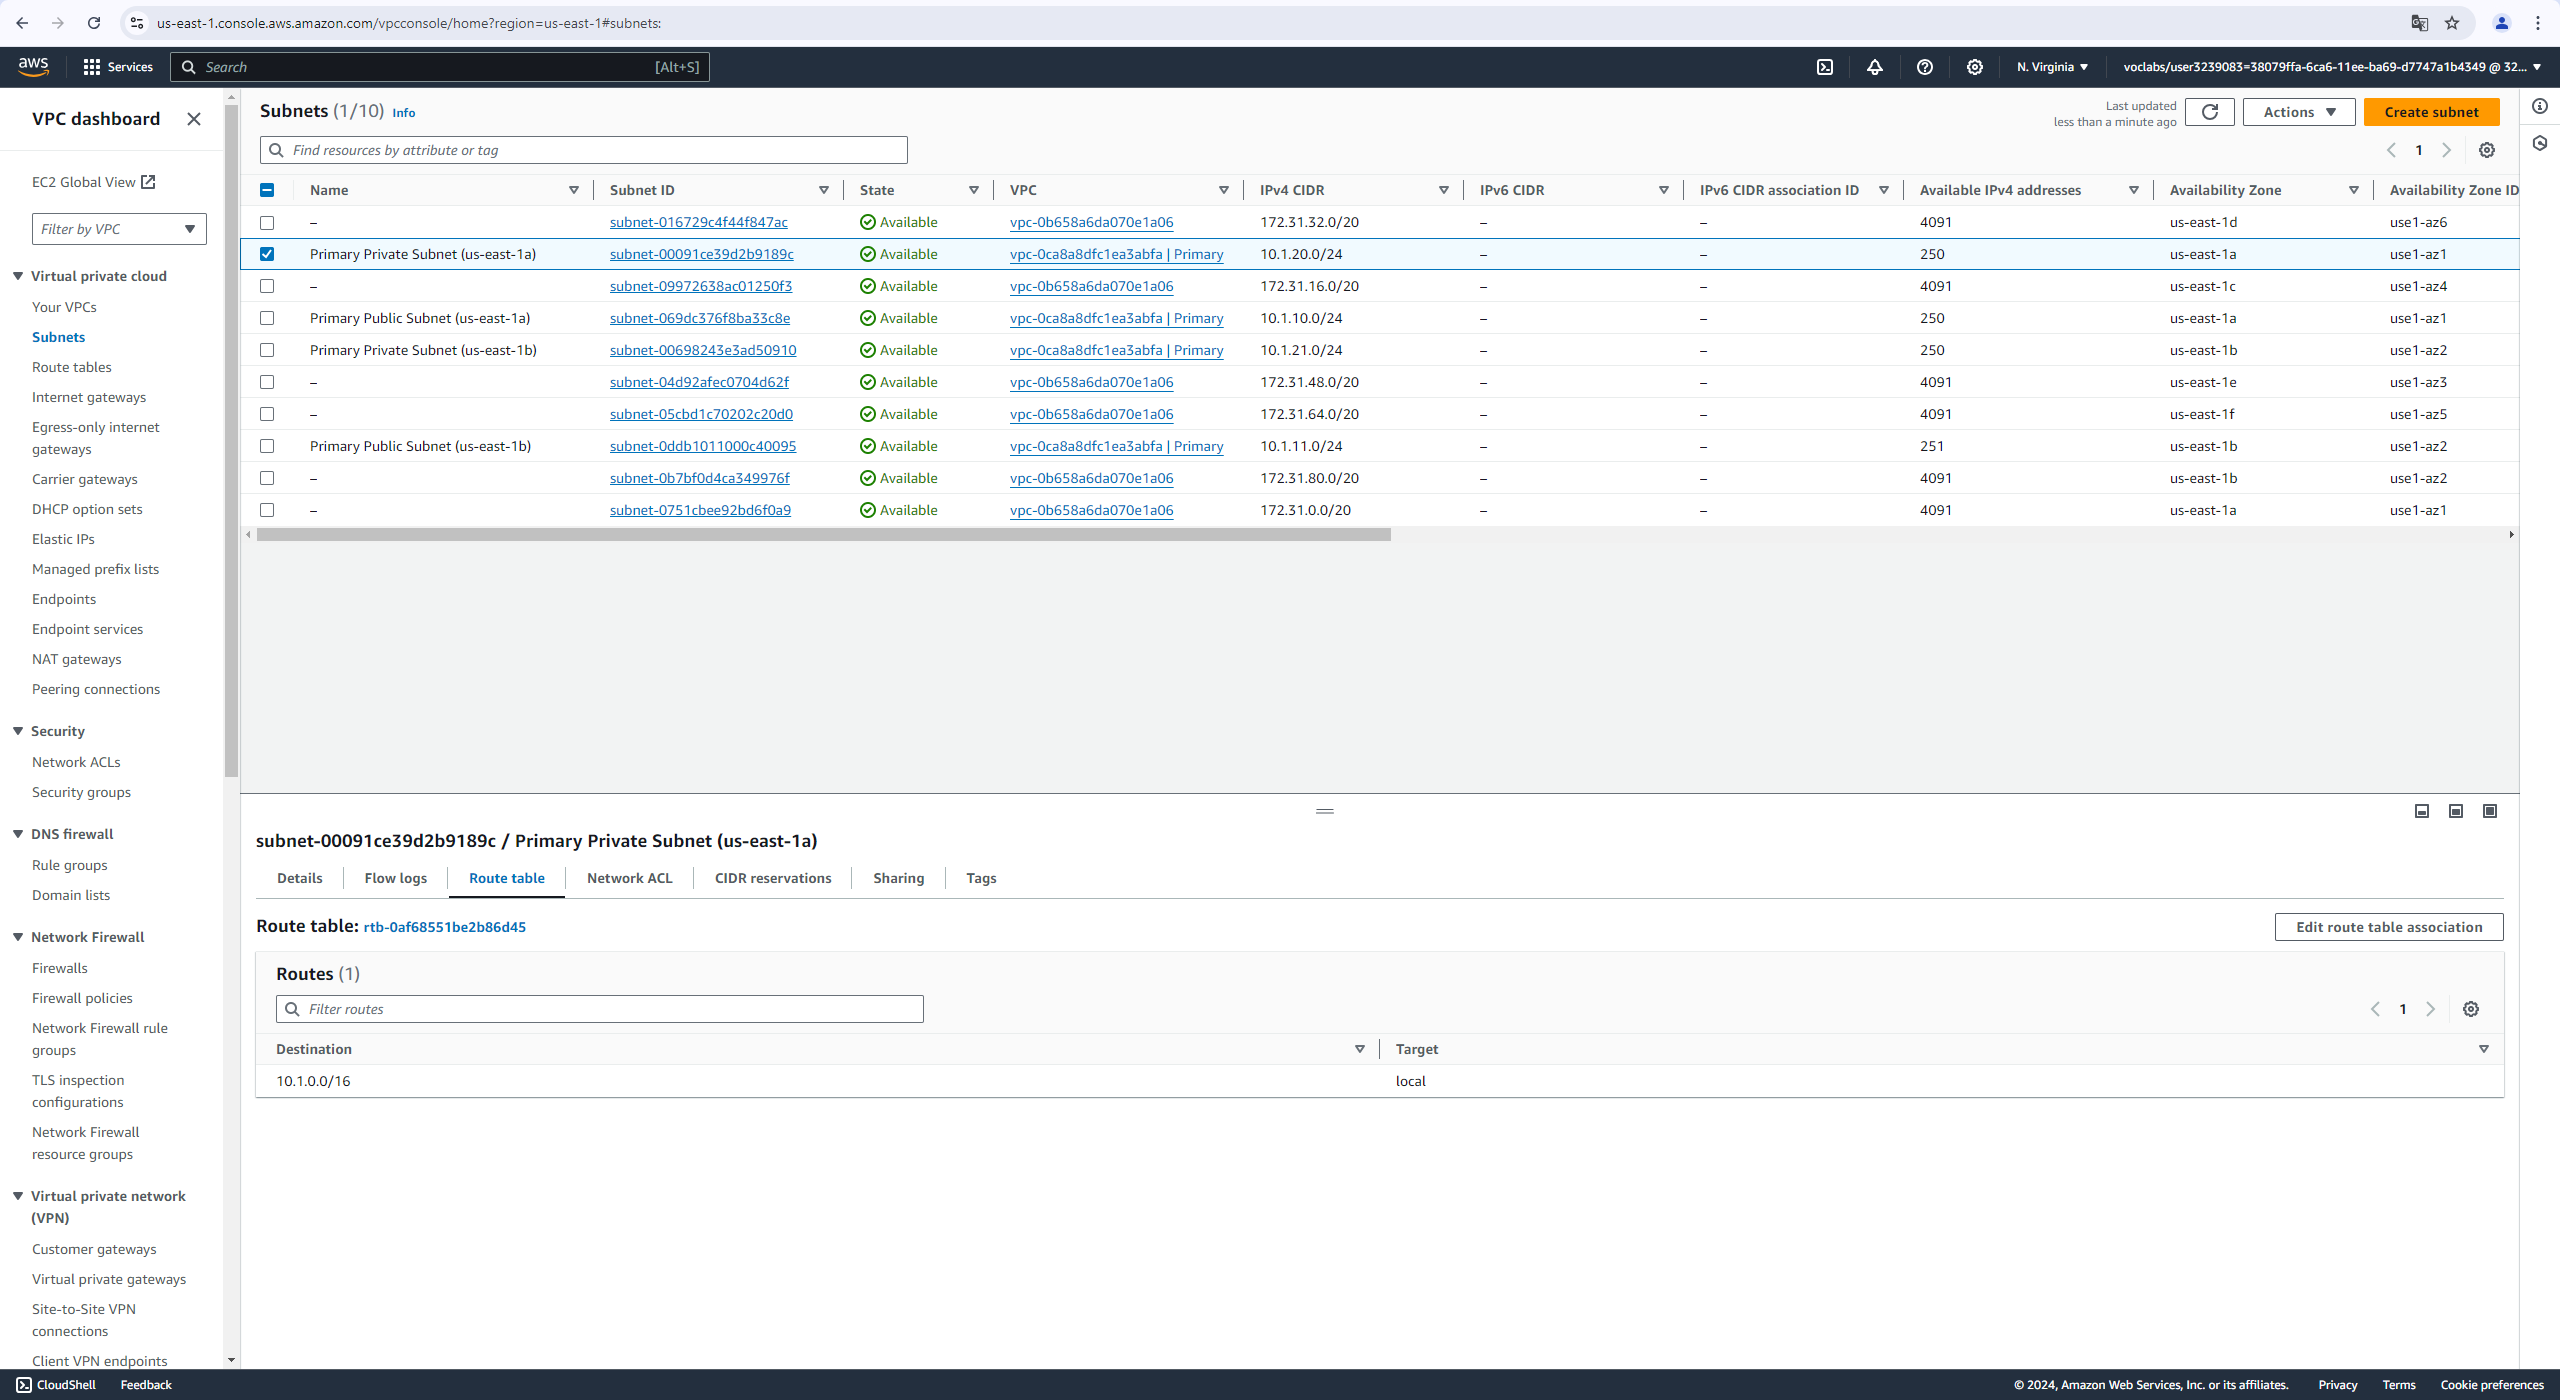 us-east-1.console.aws.amazon.com/vpcconsole/home?region=us-east-1#subnets:
aws Services Search [Alt+S] N. Virginia voclabs/user3239083=38079ffa-6ca6-11ee-ba69-d7747a1b4349 @ 32...
VPC dashboard
EC2 Global View
Filter by VPC
Virtual private cloud
Your VPCs
Subnets
Route tables
Internet gateways
Egress-only internet
gateways
Carrier gateways
DHCP option sets
Elastic IPs
Managed prefix lists
Endpoints
Endpoint services
NAT gateways
Peering connections
Security
Network ACLs
Security groups
DNS firewall
Rule groups
Domain lists
Network Firewall
Firewalls
Firewall policies
Network Firewall rule
groups
TLS inspection
configurations
Network Firewall
resource groups
Virtual private network
(VPN)
Customer gateways
Virtual private gateways
Site-to-Site VPN
connections
Client VPN endpoints
Subnets (1/10) Info
Last updated
less than a minute ago
Actions
Create subnet
Find resources by attribute or tag
1
Name Subnet ID State VPC IPv4 CIDR IPv6 CIDR IPv6 CIDR association ID Available IPv4 addresses Availability Zone Availability Zone ID
– subnet-016729c4f44f847ac Available vpc-0b658a6da070e1a06 172.31.32.0/20 – – 4091 us-east-1d use1-az6
Primary Private Subnet (us-east-1a) subnet-00091ce39d2b9189c Available vpc-0ca8a8dfc1ea3abfa | Primary 10.1.20.0/24 – – 250 us-east-1a use1-az1
– subnet-09972638ac01250f3 Available vpc-0b658a6da070e1a06 172.31.16.0/20 – – 4091 us-east-1c use1-az4
Primary Public Subnet (us-east-1a) subnet-069dc376f8ba33c8e Available vpc-0ca8a8dfc1ea3abfa | Primary 10.1.10.0/24 – – 250 us-east-1a use1-az1
Primary Private Subnet (us-east-1b) subnet-00698243e3ad50910 Available vpc-0ca8a8dfc1ea3abfa | Primary 10.1.21.0/24 – – 250 us-east-1b use1-az2
– subnet-04d92afec0704d62f Available vpc-0b658a6da070e1a06 172.31.48.0/20 – – 4091 us-east-1e use1-az3
– subnet-05cbd1c70202c20d0 Available vpc-0b658a6da070e1a06 172.31.64.0/20 – – 4091 us-east-1f use1-az5
Primary Public Subnet (us-east-1b) subnet-0ddb1011000c40095 Available vpc-0ca8a8dfc1ea3abfa | Primary 10.1.11.0/24 – – 251 us-east-1b use1-az2
– subnet-0b7bf0d4ca349976f Available vpc-0b658a6da070e1a06 172.31.80.0/20 – – 4091 us-east-1b use1-az2
– subnet-0751cbee92bd6f0a9 Available vpc-0b658a6da070e1a06 172.31.0.0/20 – – 4091 us-east-1a use1-az1
subnet-00091ce39d2b9189c / Primary Private Subnet (us-east-1a)
Details Flow logs Route table Network ACL CIDR reservations Sharing Tags
Route table: rtb-0af68551be2b86d45
Edit route table association
Routes (1)
Filter routes
1
Destination Target
10.1.0.0/16 local
CloudShell Feedback © 2024, Amazon Web Services, Inc. or its affiliates. Privacy Terms Cookie preferences